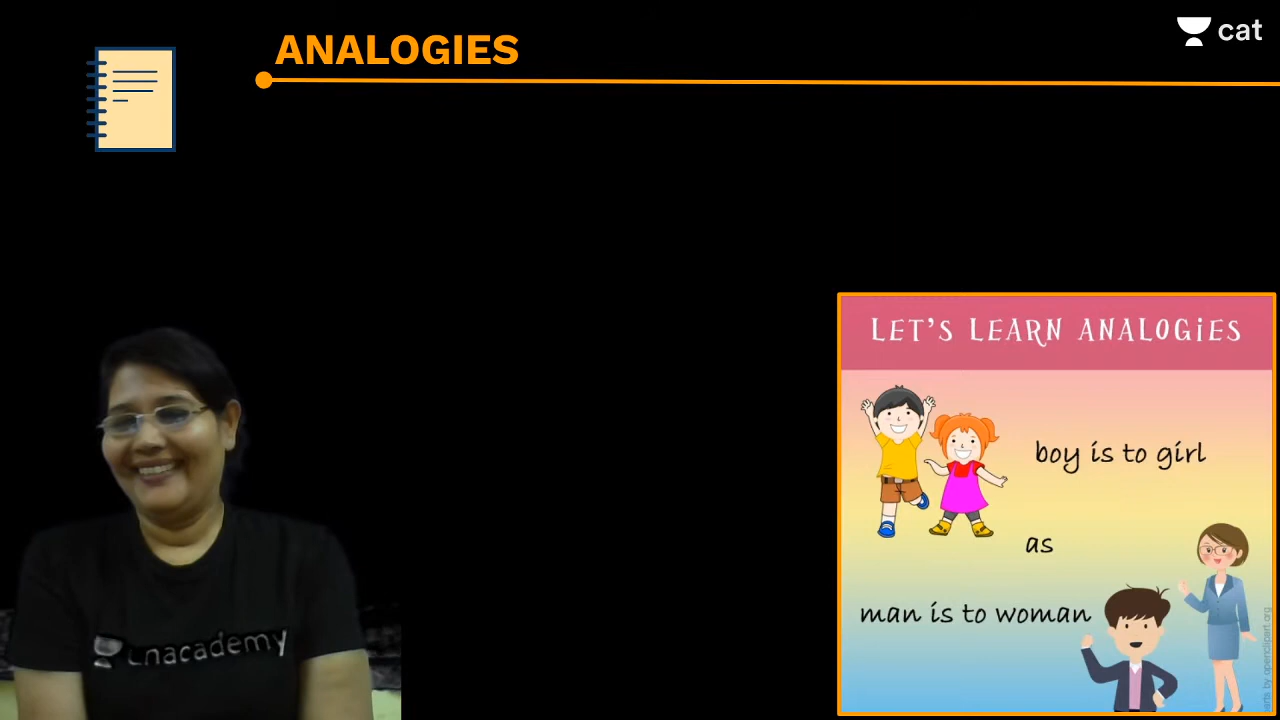 ANALOGIES
cat
LET'S LEARN ANALOGiES
boy is to girl
as
man is to woman
unacademy